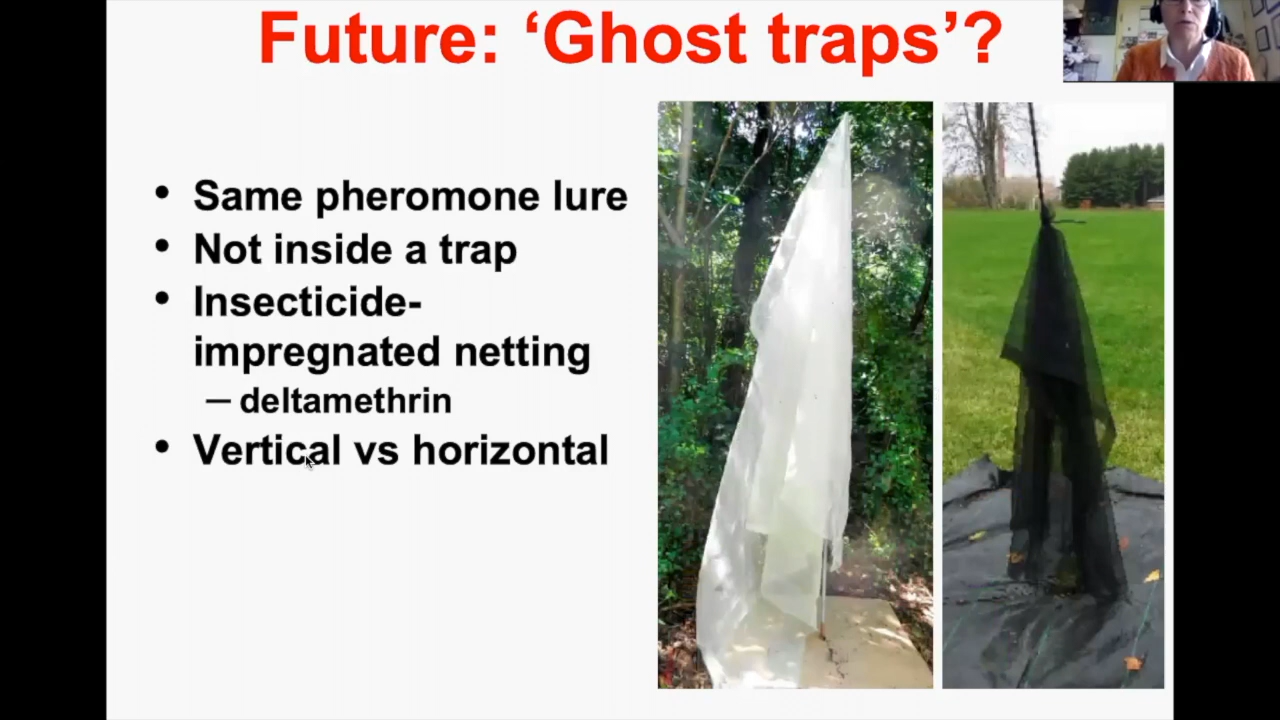 Future: ‘Ghost traps’?
• Same pheromone lure
• Not inside a trap
• Insecticide-
impregnated netting
– deltamethrin
• Vertical vs horizontal